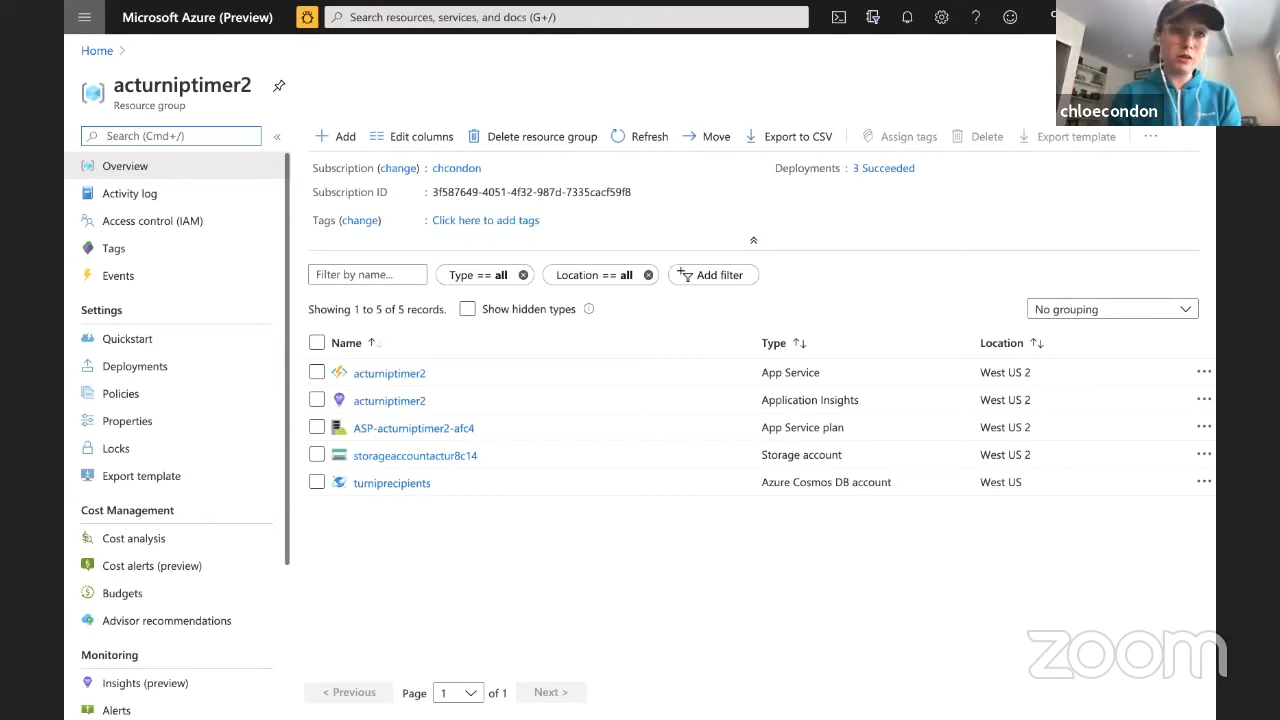 Microsoft Azure (Preview)
Search resources, services, and docs (G+/)
chloecondon
Home
acturniptimer2
Resource group
Search (Cmd+/)
«
Add
Edit columns
Delete resource group
Refresh
Move
Export to CSV
Assign tags
Delete
Export template
...
Overview
Activity log
Access control (IAM)
Tags
Events
Settings
Quickstart
Deployments
Policies
Properties
Locks
Export template
Cost Management
Cost analysis
Cost alerts (preview)
Budgets
Advisor recommendations
Monitoring
Insights (preview)
Alerts
Subscription (change) : chcondon
Deployments : 3 Succeeded
Subscription ID : 3f587649-4051-4f32-987d-7335cacf59f8
Tags (change) : Click here to add tags
Filter by name...
Type == all
Location == all
Add filter
Showing 1 to 5 of 5 records.
Show hidden types
No grouping
Name Type Location
acturniptimer2 App Service West US 2
acturniptimer2 Application Insights West US 2
ASP-acturniptimer2-afc4 App Service plan West US 2
storageaccountactur8c14 Storage account West US 2
turniprecipients Azure Cosmos DB account West US
< Previous Page 1 of 1 Next >
zoom